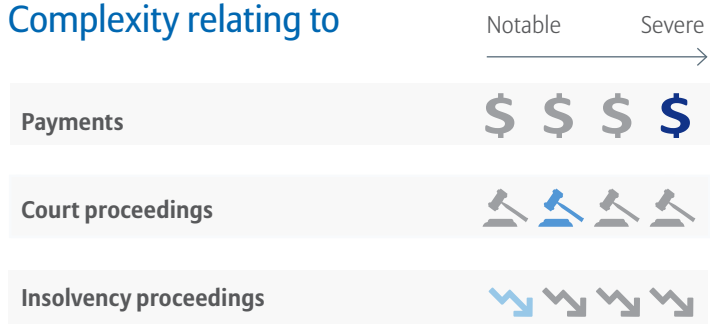 Complexity relating to
Notable Severe
Payments $ $ $ $
Court proceedings
Insolvency proceedings